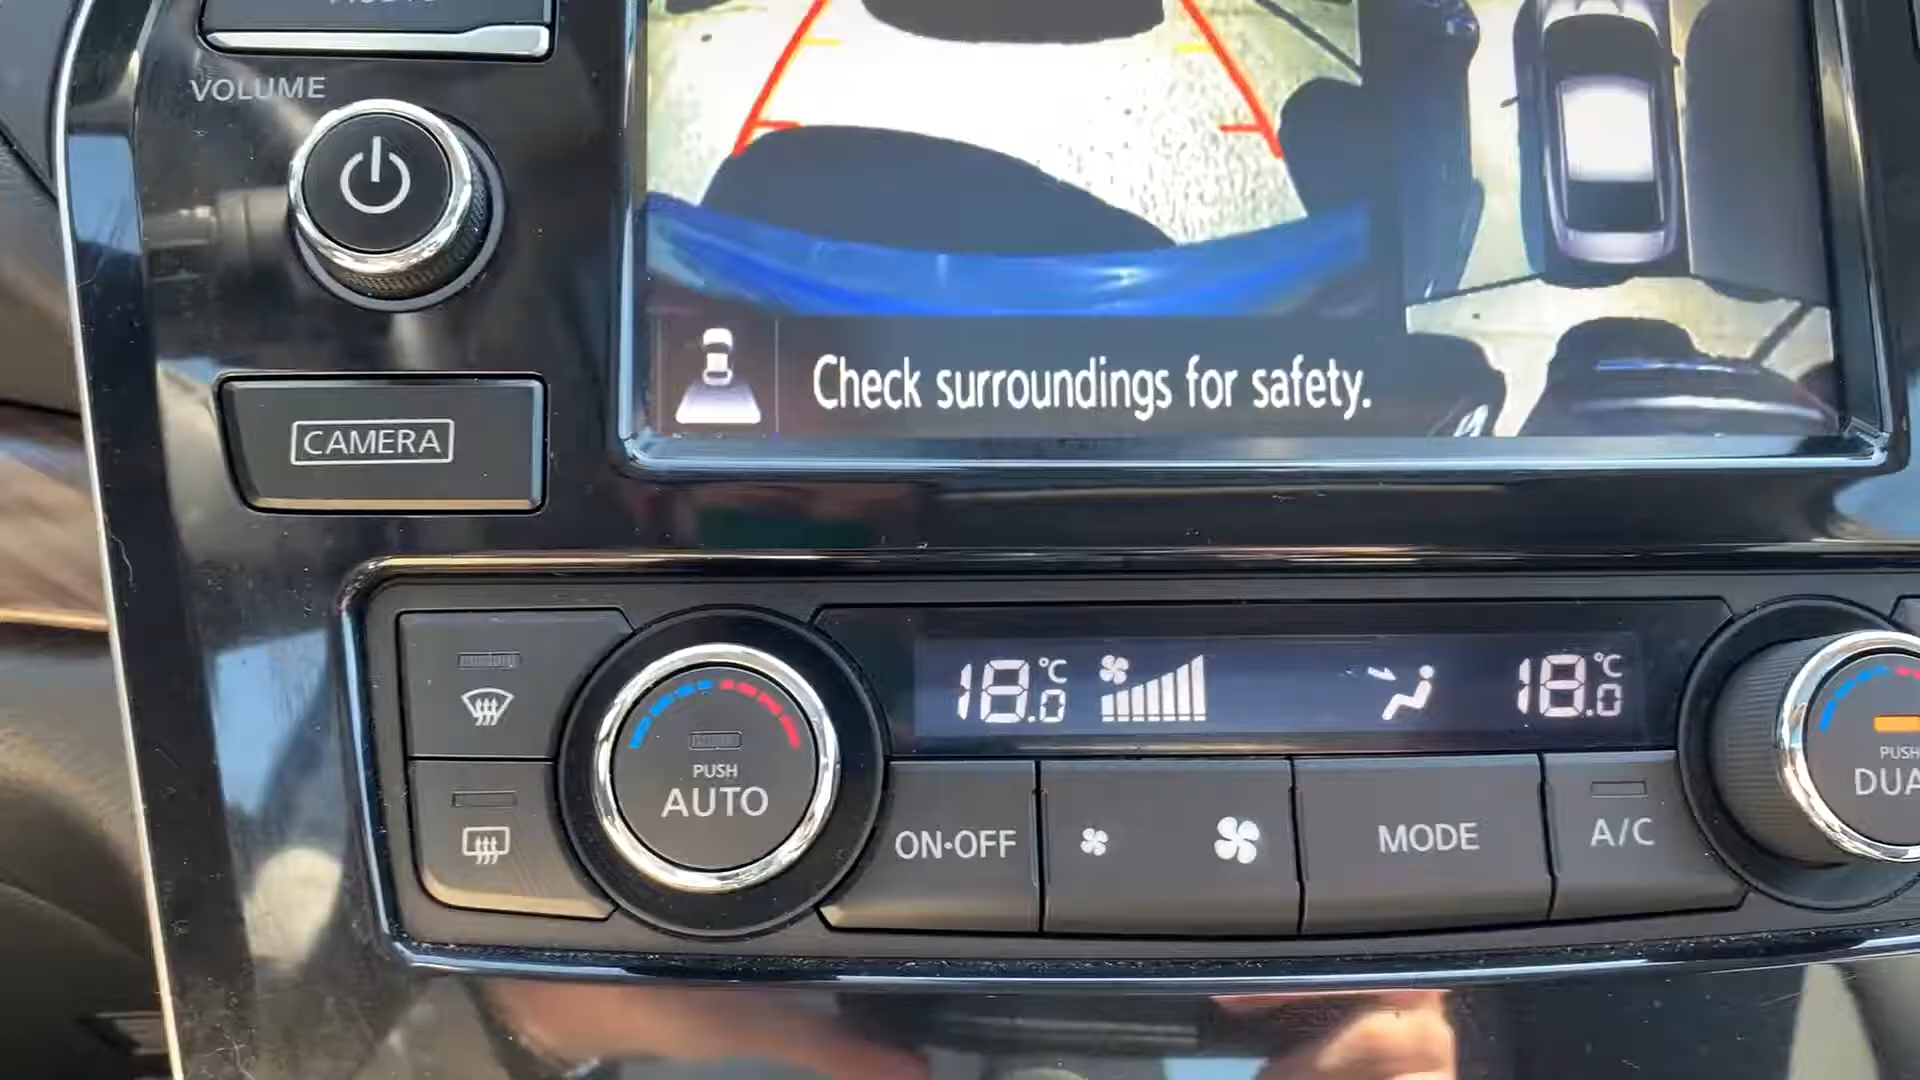 VOLUME
CAMERA
Check surroundings for safety.
18.0 °C
18.0 °C
PUSH
AUTO
ON•OFF
MODE
A/C
PUSH